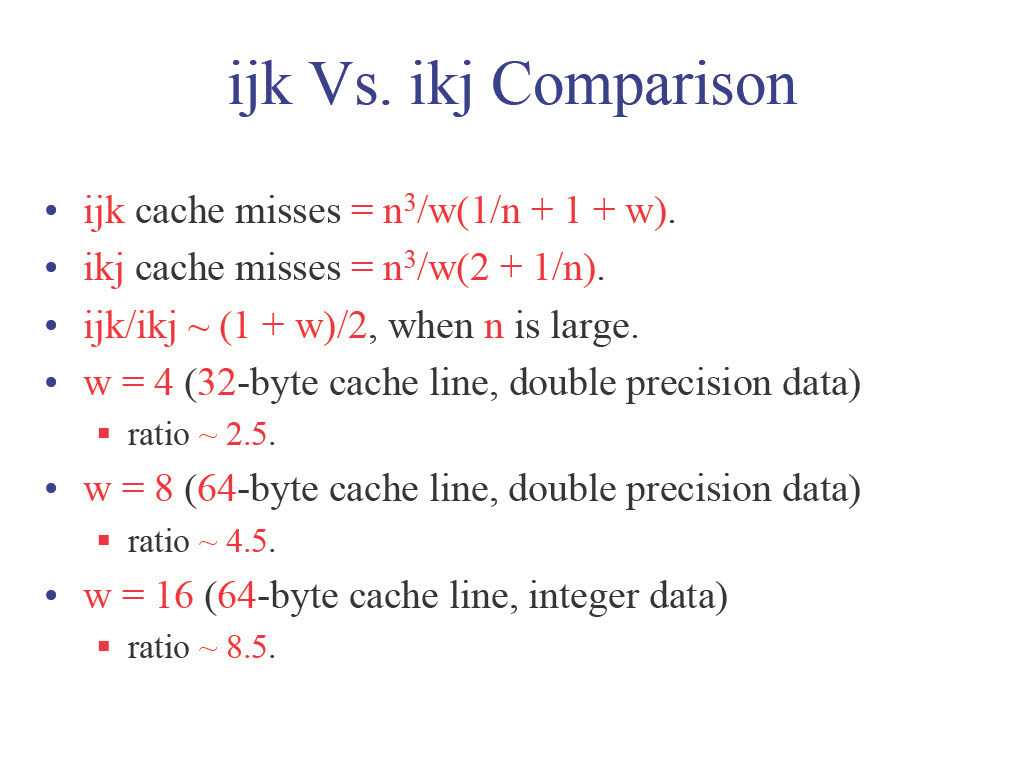 ijk Vs. ikj Comparison
• ijk cache misses = n³/w(1/n + 1 + w).
• ikj cache misses = n³/w(2 + 1/n).
• ijk/ikj ~ (1 + w)/2, when n is large.
• w = 4 (32-byte cache line, double precision data)
▪ ratio ~ 2.5.
• w = 8 (64-byte cache line, double precision data)
▪ ratio ~ 4.5.
• w = 16 (64-byte cache line, integer data)
▪ ratio ~ 8.5.